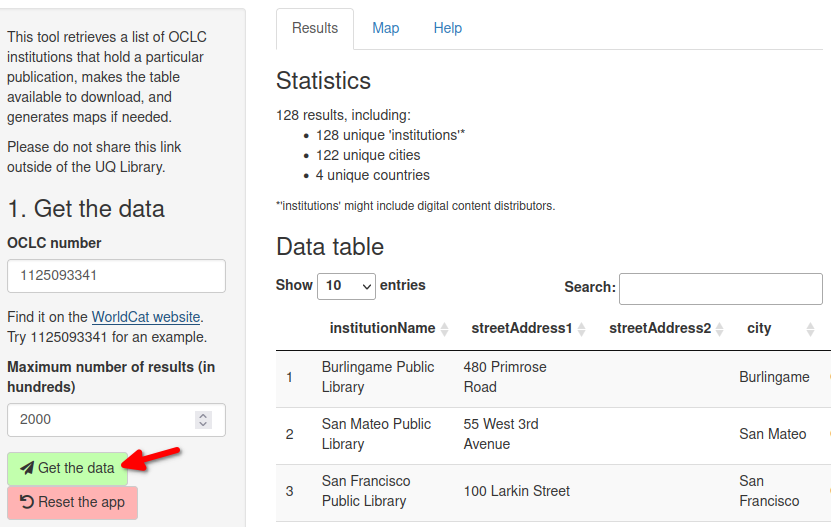 This tool retrieves a list of OCLC
institutions that hold a particular
publication, makes the table
available to download, and
generates maps if needed.
Please do not share this link
outside of the UQ Library.
1. Get the data
OCLC number
1125093341
Find it on the WorldCat website.
Try 1125093341 for an example.
Maximum number of results (in
hundreds)
2000
Get the data
Reset the app
Results Map Help
Statistics
128 results, including:
• 128 unique 'institutions'*
• 122 unique cities
• 4 unique countries
*'institutions' might include digital content distributors.
Data table
Show 10 entries Search:
institutionName streetAddress1 streetAddress2 city
1 Burlingame Public Library 480 Primrose Road Burlingame
2 San Mateo Public Library 55 West 3rd Avenue San Mateo
3 San Francisco Public Library 100 Larkin Street San Francisco